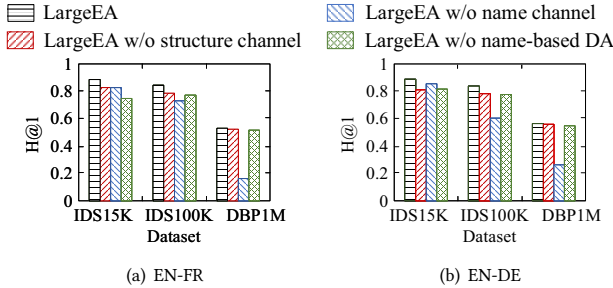 LargeEA
LargeEA w/o name channel
LargeEA w/o structure channel
LargeEA w/o name-based DA
1
0.8
0.6
0.4
0.2
0
H@1
IDS15K IDS100K DBP1M
Dataset
(a) EN-FR
1
0.8
0.6
0.4
0.2
0
H@1
IDS15K IDS100K DBP1M
Dataset
(b) EN-DE